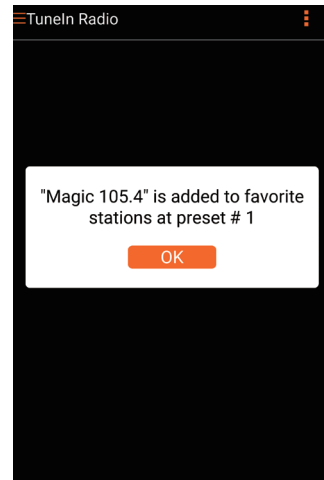 TuneIn Radio
"Magic 105.4" is added to favorite
stations at preset # 1
OK